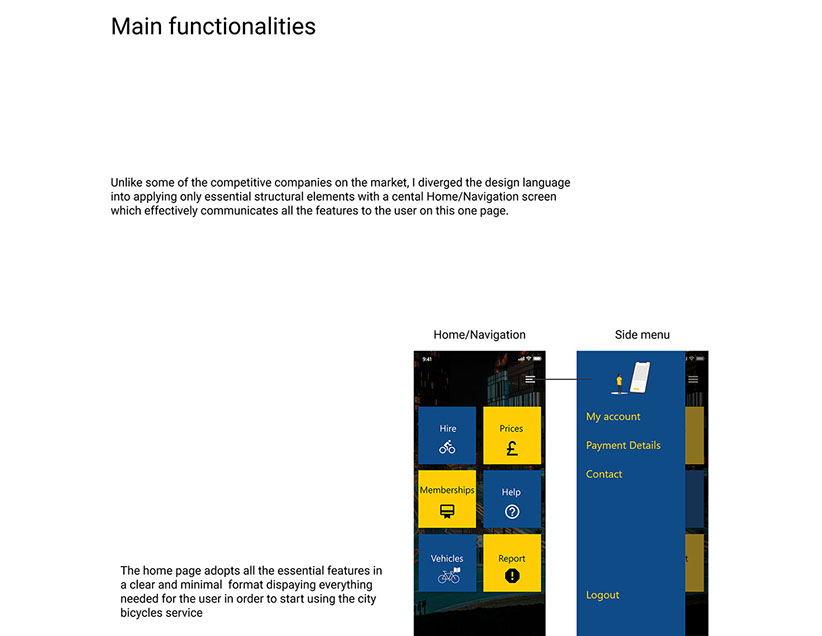 Main functionalities
Unlike some of the competitive companies on the market, I diverged the design language
into applying only essential structural elements with a cental Home/Navigation screen
which effectively communicates all the features to the user on this one page.
Home/Navigation
Side menu
9:41
Hire
Prices
£
Memberships
Help
?
Vehicles
Report
!
My account
Payment Details
Contact
t
Logout
The home page adopts all the essential features in
a clear and minimal  format dispaying everything
needed for the user in order to start using the city
bicycles service